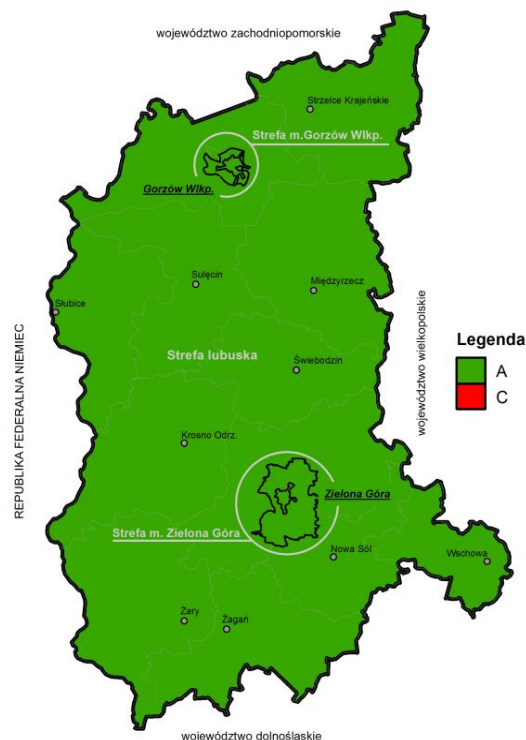 województwo zachodniopomorskie
Strzelce Krajeńskie
Strefa m.Gorzów Wlkp.
Gorzów Wlkp.
Sulęcin
Międzyrzecz
Słubice
REPUBLIKA FEDERALNA NIEMIEC
województwo wielkopolskie
Legenda
A
C
Strefa lubuska
Świebodzin
Krosno Odrz.
Zielona Góra
Strefa m. Zielona Góra
Nowa Sól
Wschowa
Żary
Żagań
województwo dolnośląskie